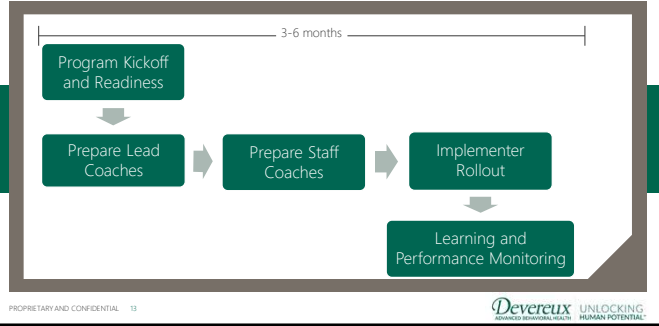 3-6 months
Program Kickoff
and Readiness
Prepare Lead
Coaches
Prepare Staff
Coaches
Implementer
Rollout
Learning and
Performance Monitoring
PROPRIETARY AND CONFIDENTIAL 13
Devereux
ADVANCED BEHAVIORAL HEALTH
UNLOCKING
HUMAN POTENTIAL™